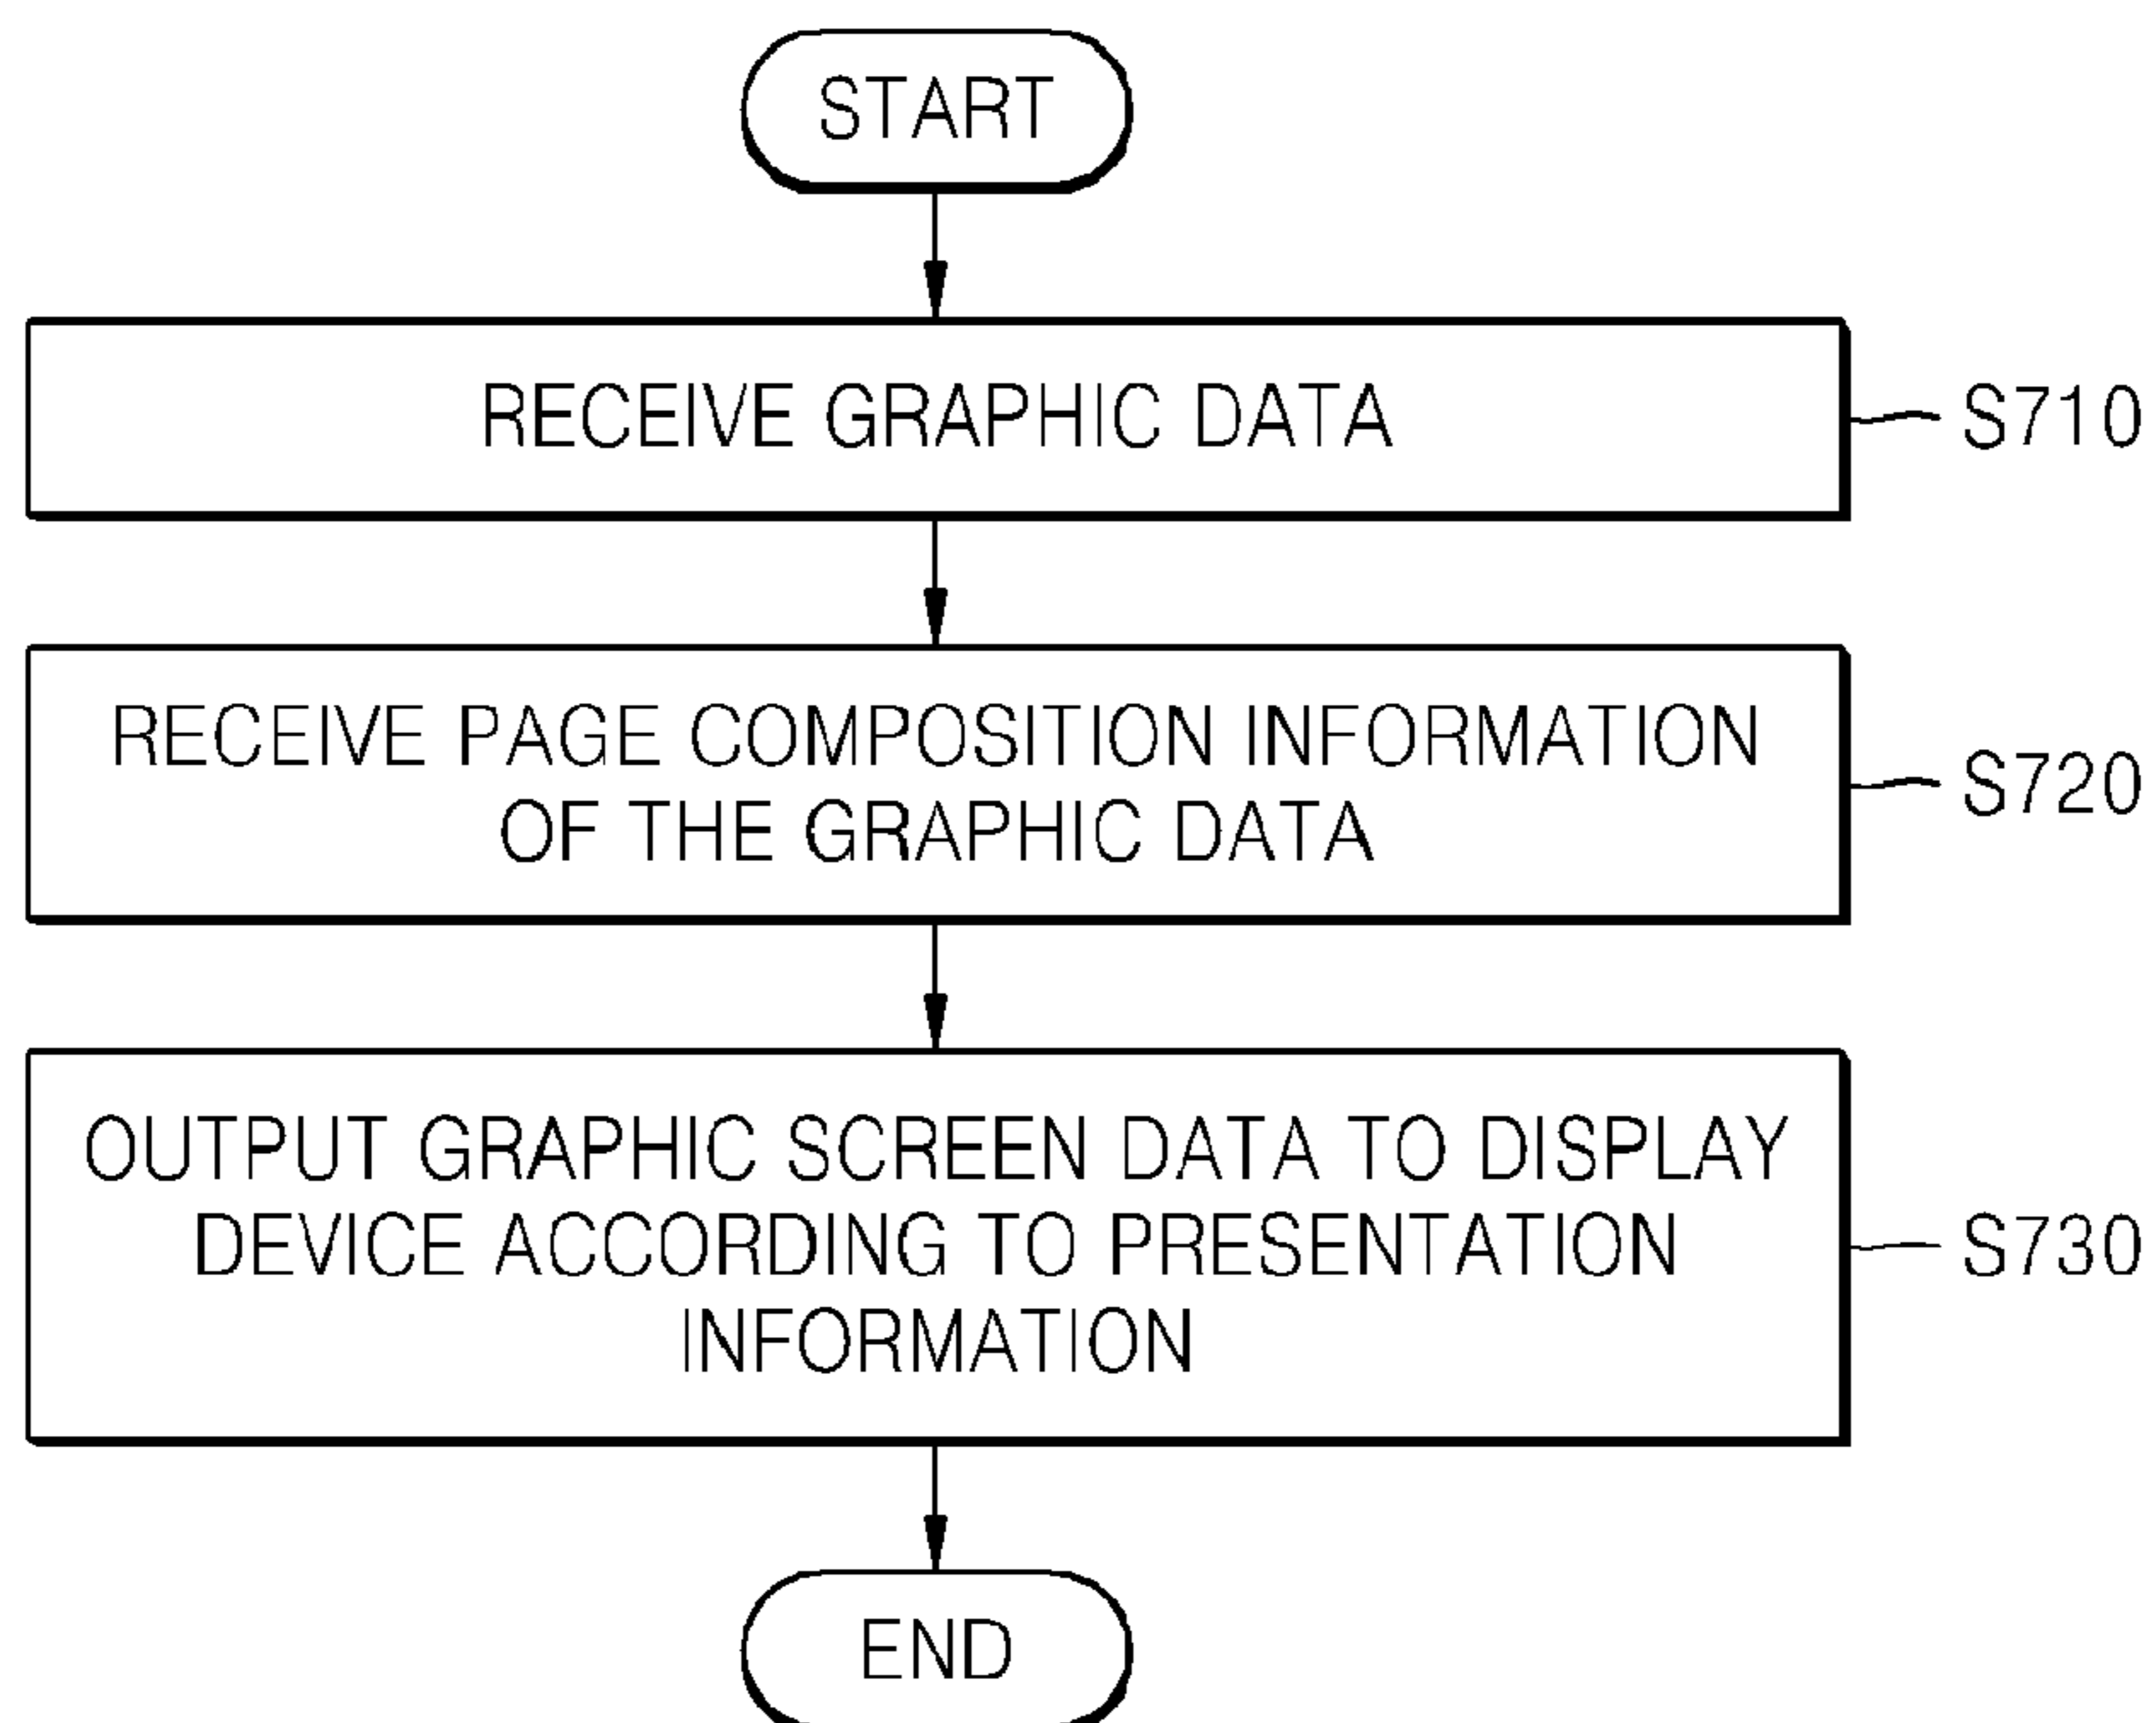 START
RECEIVE GRAPHIC DATA
S710
RECEIVE PAGE COMPOSITION INFORMATION
OF THE GRAPHIC DATA
S720
OUTPUT GRAPHIC SCREEN DATA TO DISPLAY
DEVICE ACCORDING TO PRESENTATION
INFORMATION
S730
END